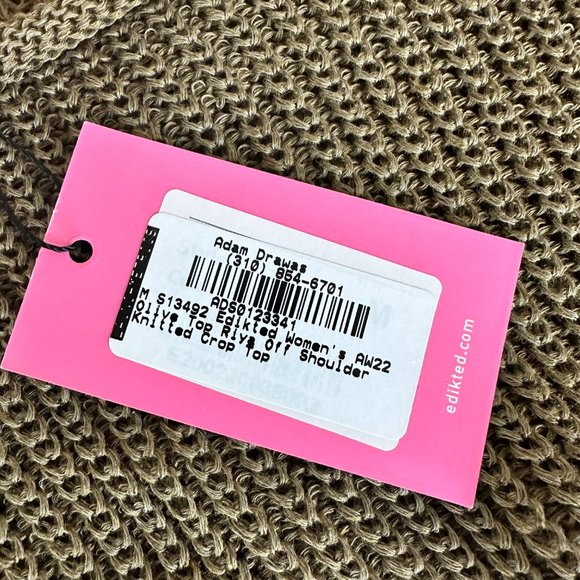 Adam Drawas
(310) 854-6701
ADS0123341
M S13492 Edikted Women's AW22
Olive Top Riya Off Shoulder
Knitted Crop Top
edikted.com